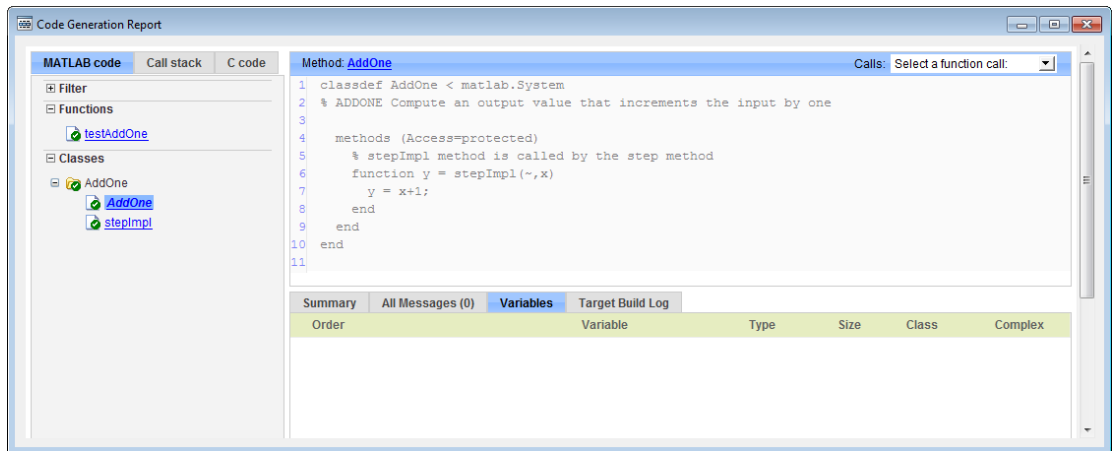 Code Generation Report
MATLAB code Call stack C code
Filter
Functions
testAddOne
Classes
AddOne
AddOne
stepImpl
Method: AddOne Calls: Select a function call:
1 classdef AddOne < matlab.System
2 % ADDONE Compute an output value that increments the input by one
3
4 methods (Access=protected)
5 % stepImpl method is called by the step method
6 function y = stepImpl(~,x)
7 y = x+1;
8 end
9 end
10 end
11
Summary All Messages (0) Variables Target Build Log
Order Variable Type Size Class Complex